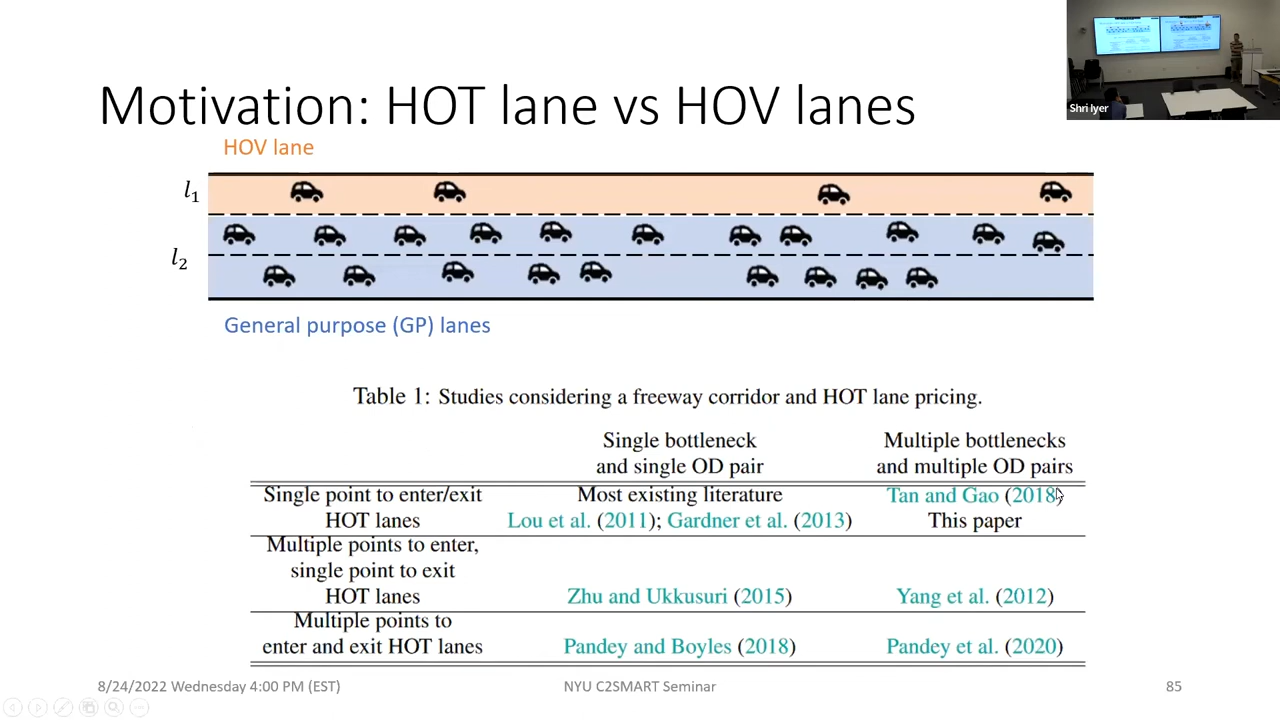 Shri Iyer
Motivation: HOT lane vs HOV lanes
HOV lane
l₁
l₂
General purpose (GP) lanes
Table 1: Studies considering a freeway corridor and HOT lane pricing.
Single bottleneck
and single OD pair
Multiple bottlenecks
and multiple OD pairs
Single point to enter/exit
HOT lanes
Most existing literature
Lou et al. (2011); Gardner et al. (2013)
Tan and Gao (2018)
This paper
Multiple points to enter,
single point to exit
HOT lanes
Zhu and Ukkusuri (2015)
Yang et al. (2012)
Multiple points to
enter and exit HOT lanes
Pandey and Boyles (2018)
Pandey et al. (2020)
8/24/2022 Wednesday 4:00 PM (EST)
NYU C2SMART Seminar
85